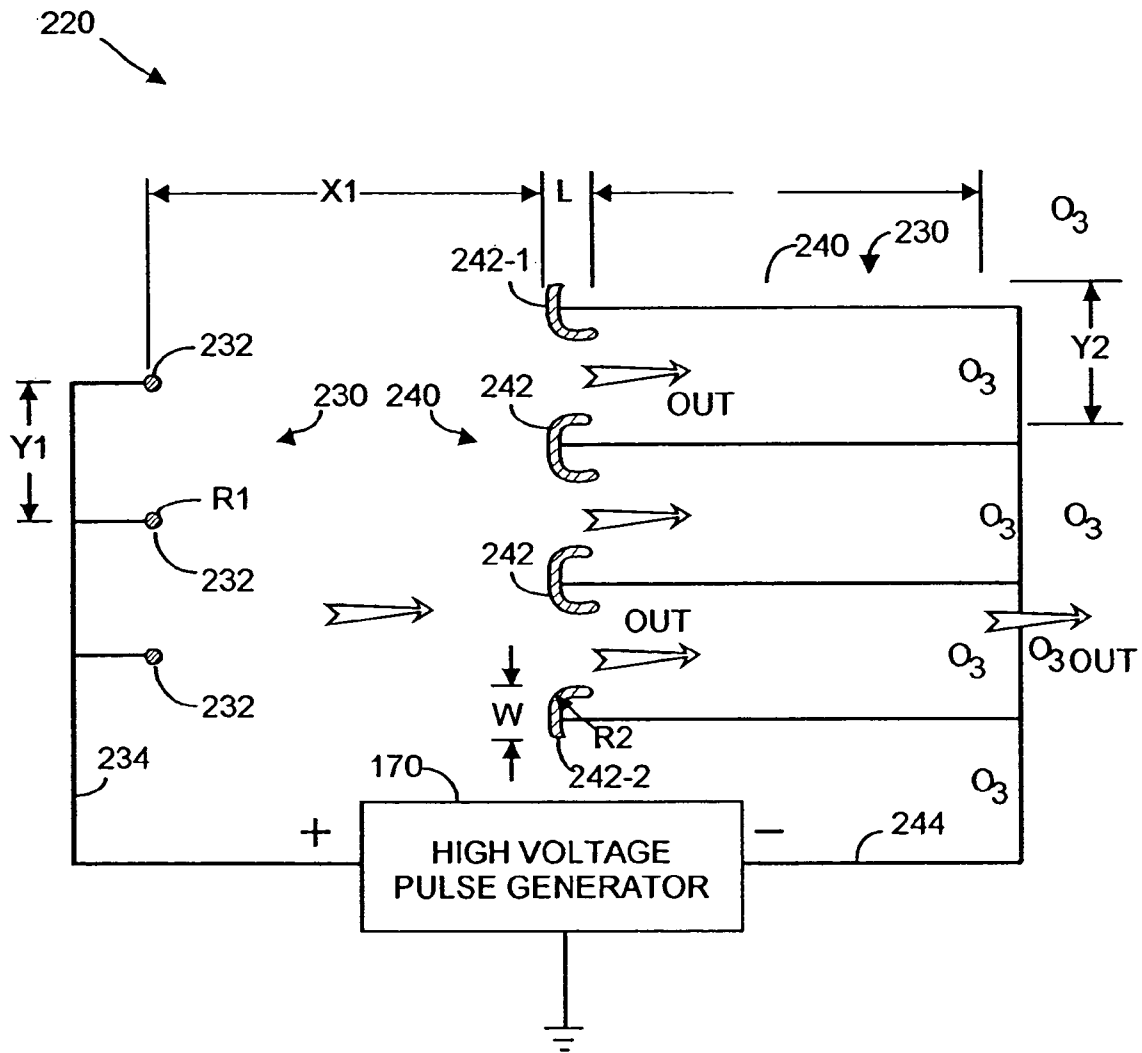 220
X1
L
O3
242-1
240
230
232
Y2
O3
230
240
242
OUT
Y1
R1
232
242
O3
O3
OUT
232
W
O3
O3 OUT
R2
234
170
242-2
O3
+
−
244
HIGH VOLTAGE
PULSE GENERATOR